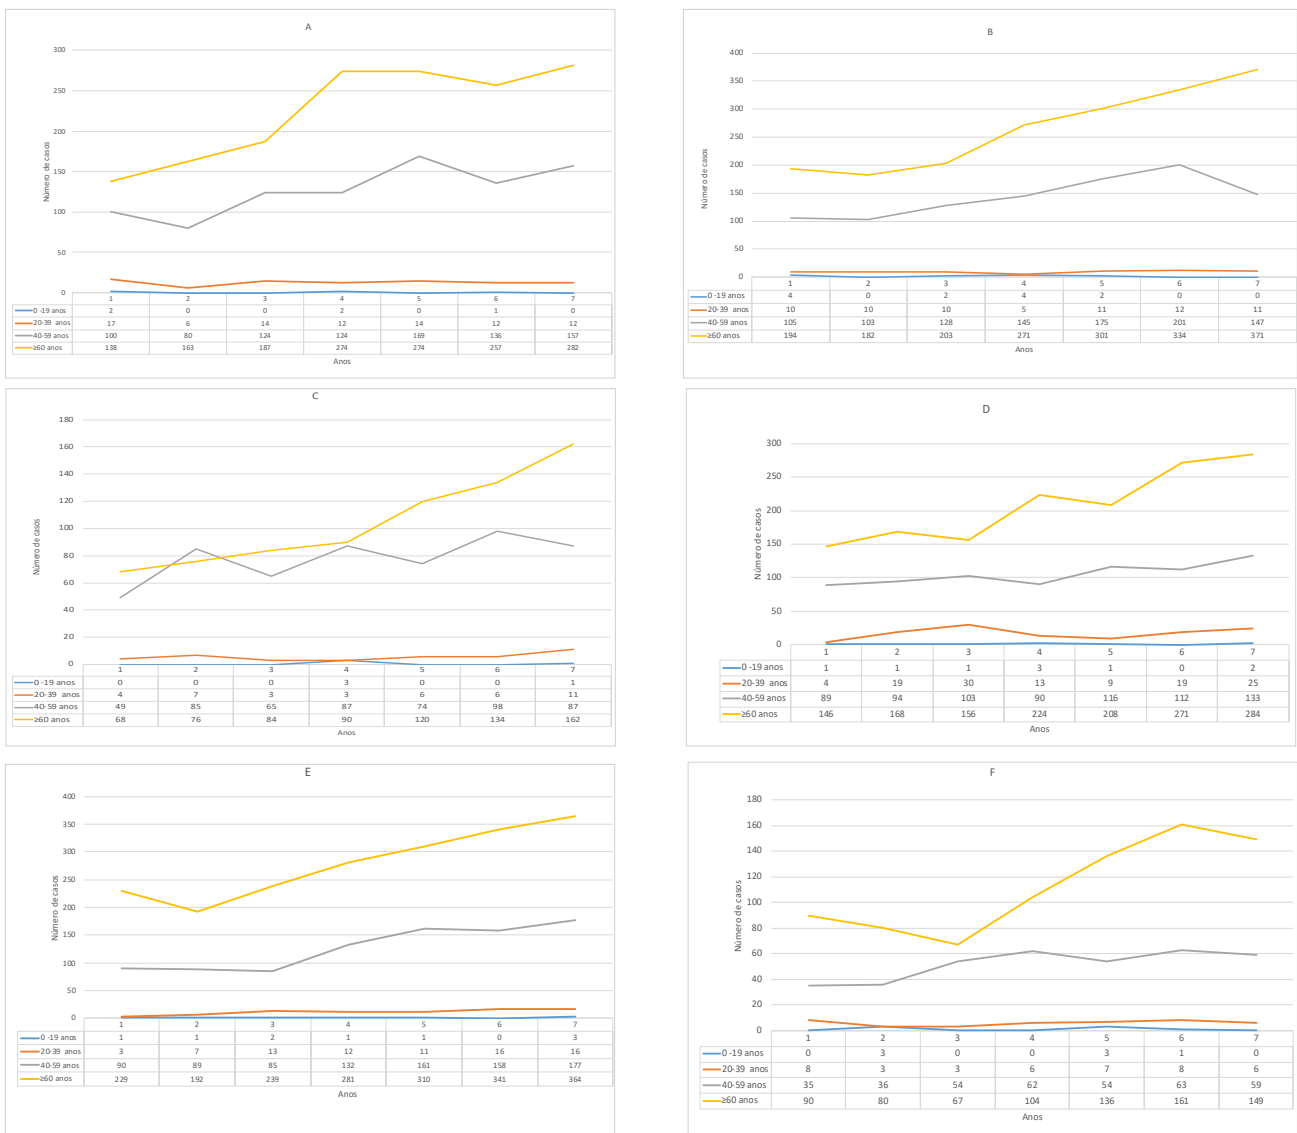 A
300
250
200
150
100
50
0
Número de casos
1 2 3 4 5 6 7
0 -19 anos 2 0 0 2 0 1 0
20-39 anos 17 6 14 12 14 12 12
40-59 anos 100 80 124 124 169 136 157
≥60 anos 138 163 187 274 274 257 282
Anos
B
400
350
300
250
200
150
100
50
0
Número de casos
1 2 3 4 5 6 7
0 -19 anos 4 0 2 4 2 0 0
20-39 anos 10 10 10 5 11 12 11
40-59 anos 105 103 128 145 175 201 147
≥60 anos 194 182 203 271 301 334 371
Anos
C
180
160
140
120
100
80
60
40
20
0
Número de casos
1 2 3 4 5 6 7
0 -19 anos 0 0 0 3 0 0 1
20-39 anos 4 7 3 3 6 6 11
40-59 anos 49 85 65 87 74 98 87
≥60 anos 68 76 84 90 120 134 162
Anos
D
300
250
200
150
100
50
0
Número de casos
1 2 3 4 5 6 7
0 -19 anos 1 1 1 3 1 0 2
20-39 anos 4 19 30 13 9 19 25
40-59 anos 89 94 103 90 116 112 133
≥60 anos 146 168 156 224 208 271 284
Anos
E
400
350
300
250
200
150
100
50
0
Número de casos
1 2 3 4 5 6 7
0 -19 anos 1 1 2 1 1 0 3
20-39 anos 3 7 13 12 11 16 16
40-59 anos 90 89 85 132 161 158 177
≥60 anos 229 192 239 281 310 341 364
Anos
F
180
160
140
120
100
80
60
40
20
0
Número de casos
1 2 3 4 5 6 7
0 -19 anos 0 3 0 0 3 1 0
20-39 anos 8 3 3 6 7 8 6
40-59 anos 35 36 54 62 54 63 59
≥60 anos 90 80 67 104 136 161 149
Anos